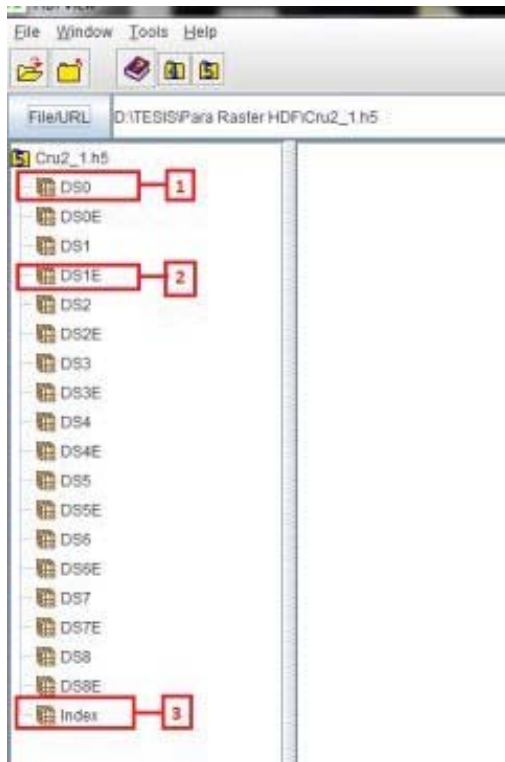 File Window Tools Help
File/URL D:\TESIS\Para Raster HDF\Cru2_1.h5
Cru2_1.h5
DS0 1
DS0E
DS1
DS1E 2
DS2
DS2E
DS3
DS3E
DS4
DS4E
DS5
DS5E
DS6
DS6E
DS7
DS7E
DS8
DS8E
Index 3